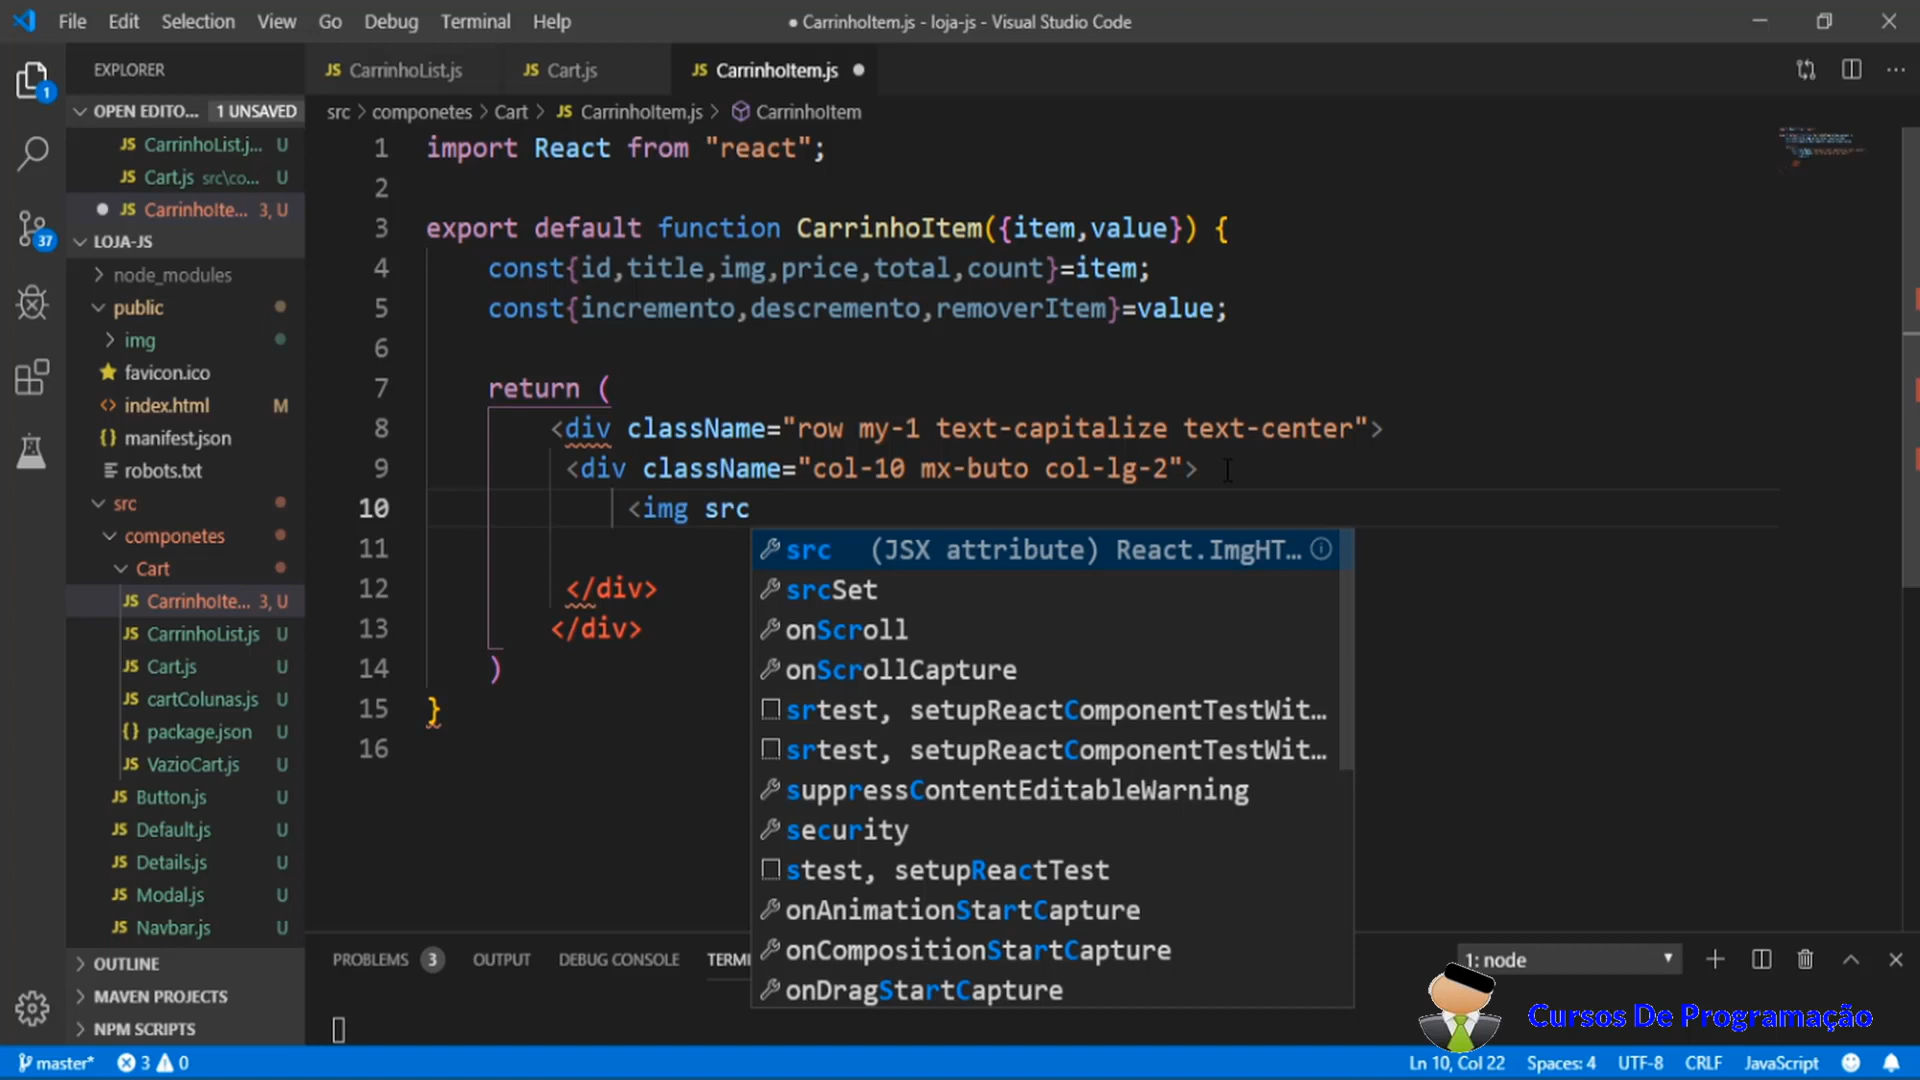 File Edit Selection View Go Debug Terminal Help
● CarrinhoItem.js - loja-js - Visual Studio Code
EXPLORER
JS CarrinhoList.js
JS Cart.js
JS CarrinhoItem.js ●
OPEN EDITO... 1 UNSAVED
src > componetes > Cart > JS CarrinhoItem.js > CarrinhoItem
JS CarrinhoList.j... U
JS Cart.js src\co... U
● JS CarrinhoIte... 3, U
LOJA-JS
node_modules
public
img
favicon.ico
<> index.html M
{} manifest.json
robots.txt
src
componetes
Cart
JS CarrinhoIte... 3, U
JS CarrinhoList.js U
JS Cart.js U
JS cartColunas.js U
{} package.json U
JS VazioCart.js U
JS Button.js U
JS Default.js U
JS Details.js U
JS Modal.js U
JS Navbar.js U
OUTLINE
MAVEN PROJECTS
NPM SCRIPTS
1
37
1 import React from "react";
2
3 export default function CarrinhoItem({item,value}) {
4 const{id,title,img,price,total,count}=item;
5 const{incremento,descremento,removerItem}=value;
6
7 return (
8 <div className="row my-1 text-capitalize text-center">
9 <div className="col-10 mx-buto col-lg-2">
10 <img src
11
12 </div>
13 </div>
14 )
15 }
16
src (JSX attribute) React.ImgHT...
srcSet
onScroll
onScrollCapture
srtest, setupReactComponentTestWit...
srtest, setupReactComponentTestWit...
suppressContentEditableWarning
security
stest, setupReactTest
onAnimationStartCapture
onCompositionStartCapture
onDragStartCapture
PROBLEMS 3 OUTPUT DEBUG CONSOLE TERMI
1: node
Cursos De Programação
master* 3 0
Ln 10, Col 22 Spaces: 4 UTF-8 CRLF JavaScript